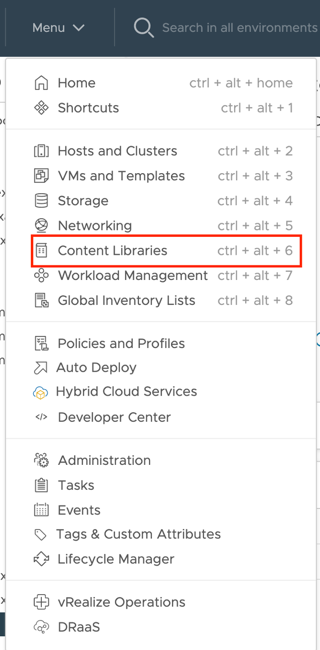 Menu
Search in all environments
Home ctrl + alt + home
Shortcuts ctrl + alt + 1
Hosts and Clusters ctrl + alt + 2
VMs and Templates ctrl + alt + 3
Storage ctrl + alt + 4
Networking ctrl + alt + 5
Content Libraries ctrl + alt + 6
Workload Management ctrl + alt + 7
Global Inventory Lists ctrl + alt + 8
Policies and Profiles
Auto Deploy
Hybrid Cloud Services
Developer Center
Administration
Tasks
Events
Tags & Custom Attributes
Lifecycle Manager
vRealize Operations
DRaaS